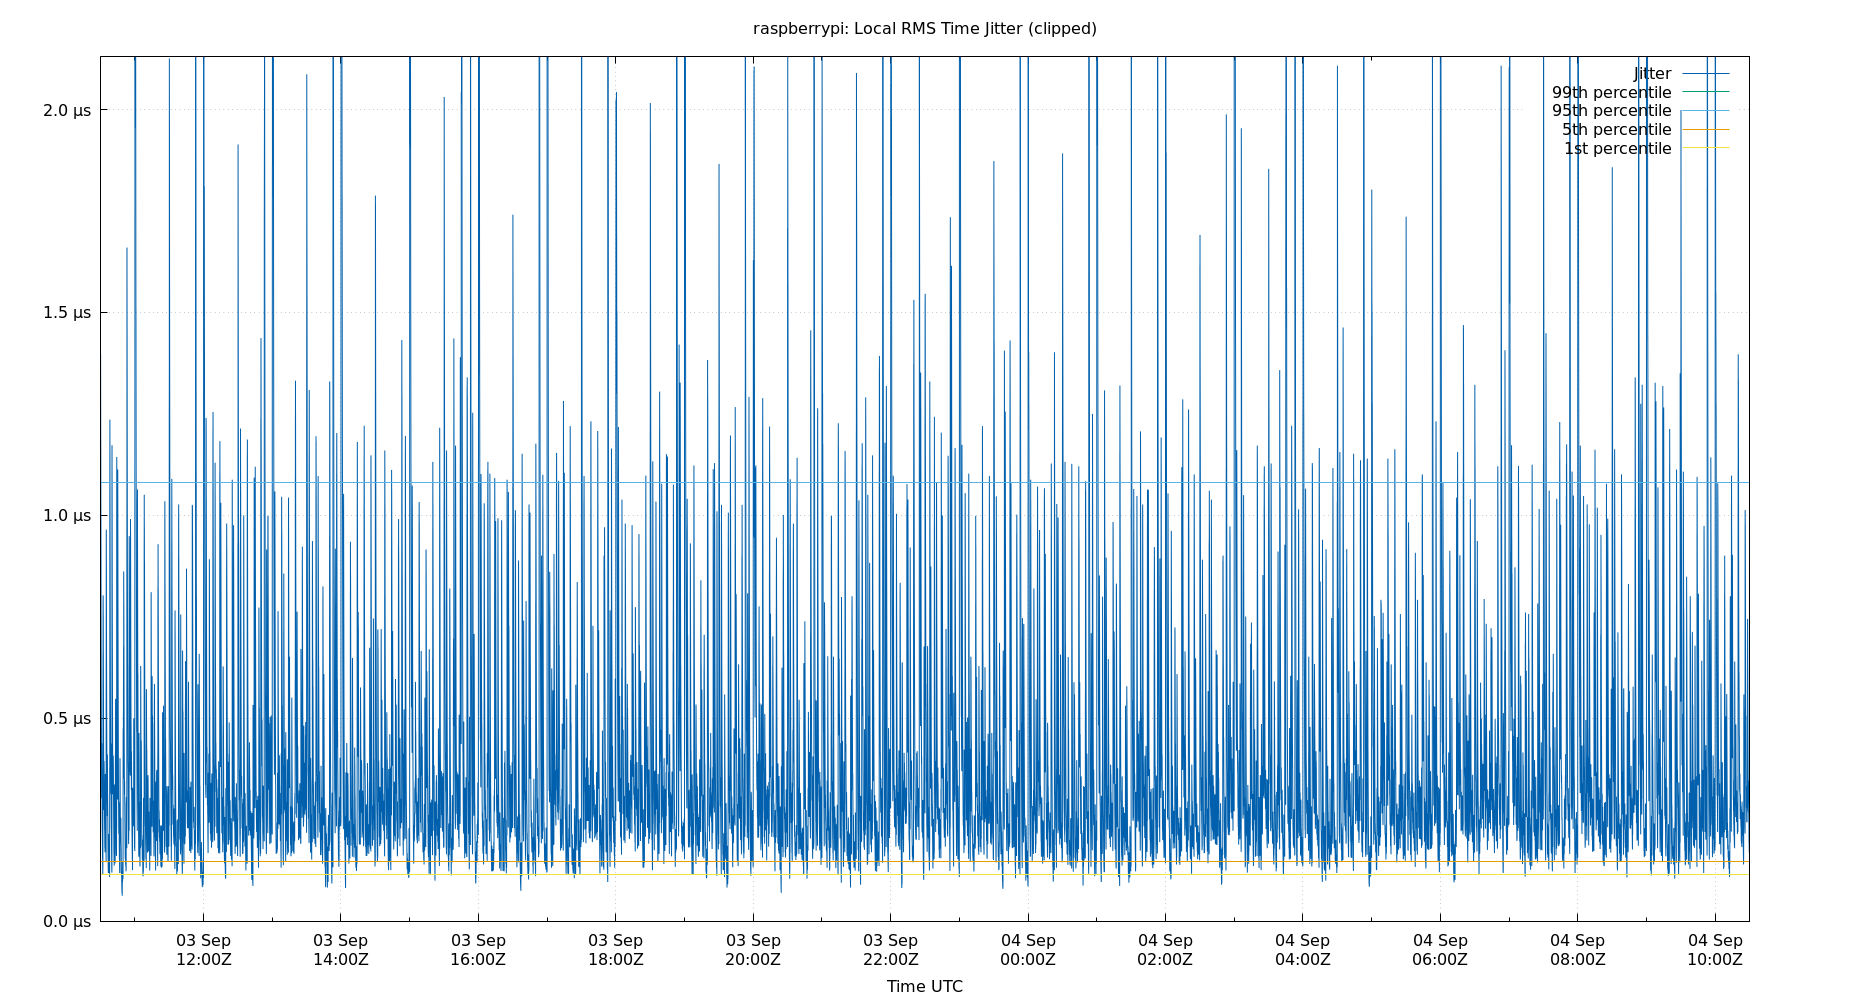 raspberrypi: Local RMS Time Jitter (clipped)
Jitter
99th percentile
95th percentile
5th percentile
1st percentile
2.0 µs
1.5 µs
1.0 µs
0.5 µs
0.0 µs
03 Sep 03 Sep 03 Sep 03 Sep 03 Sep 03 Sep 04 Sep 04 Sep 04 Sep 04 Sep 04 Sep 04 Sep
12:00Z 14:00Z 16:00Z 18:00Z 20:00Z 22:00Z 00:00Z 02:00Z 04:00Z 06:00Z 08:00Z 10:00Z
Time UTC